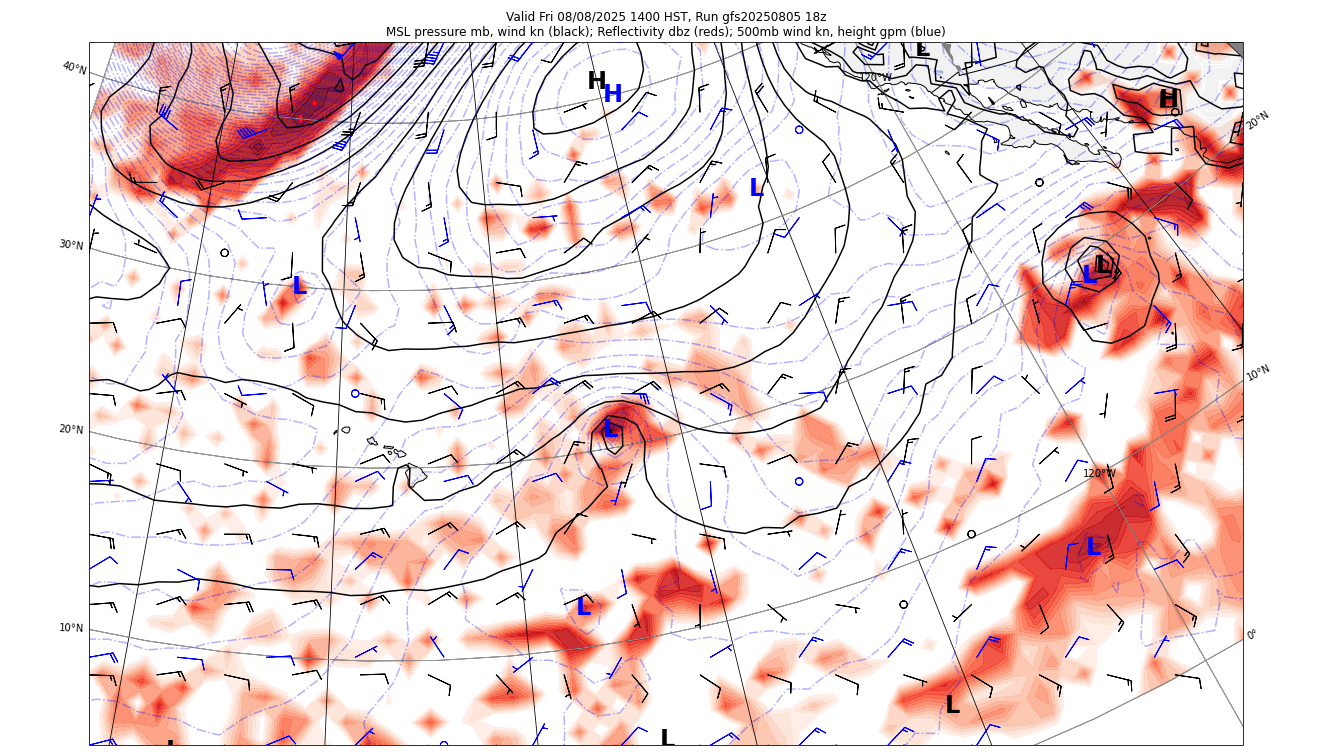 Valid Fri 08/08/2025 1400 HST, Run gfs20250805 18z
MSL pressure mb, wind kn (black); Reflectivity dbz (reds); 500mb wind kn, height gpm (blue)
L
40°N
120°W
H
H
H
20°N
L
30°N
L
L
L
10°N
20°N
L
120°W
L
L
10°N
0°
L
L
L